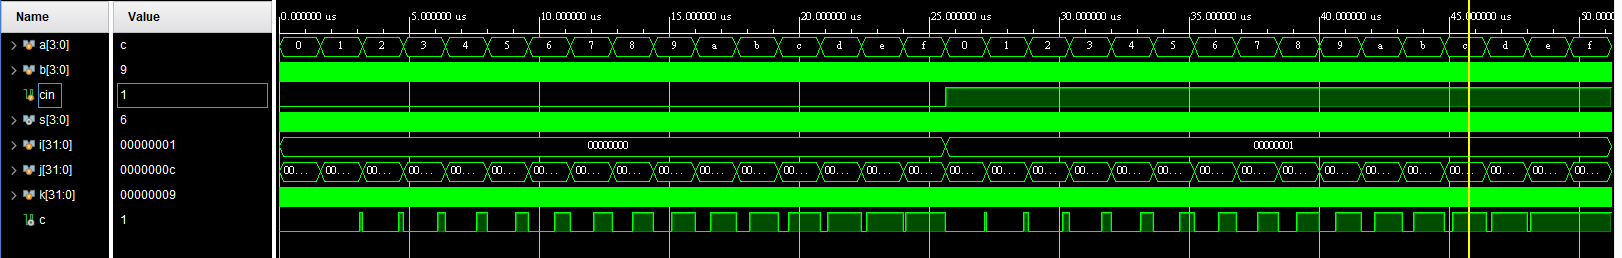 Name Value 0.000000 us 5.000000 us 10.000000 us 15.000000 us 20.000000 us 25.000000 us 30.000000 us 35.000000 us 40.000000 us 45.000000 us 50.00000
a[3:0] c 0 1 2 3 4 5 6 7 8 9 a b c d e f 0 1 2 3 4 5 6 7 8 9 a b c d e f
b[3:0] 9
cin 1
s[3:0] 6
i[31:0] 00000001 00000000 00000001
j[31:0] 0000000c 00... 00... 00... 00... 00... 00... 00... 00... 00... 00... 00... 00... 00... 00... 00... 00... 00... 00... 00... 00... 00... 00... 00... 00... 00... 00... 00... 00... 00... 00... 00... 00...
k[31:0] 00000009
c 1